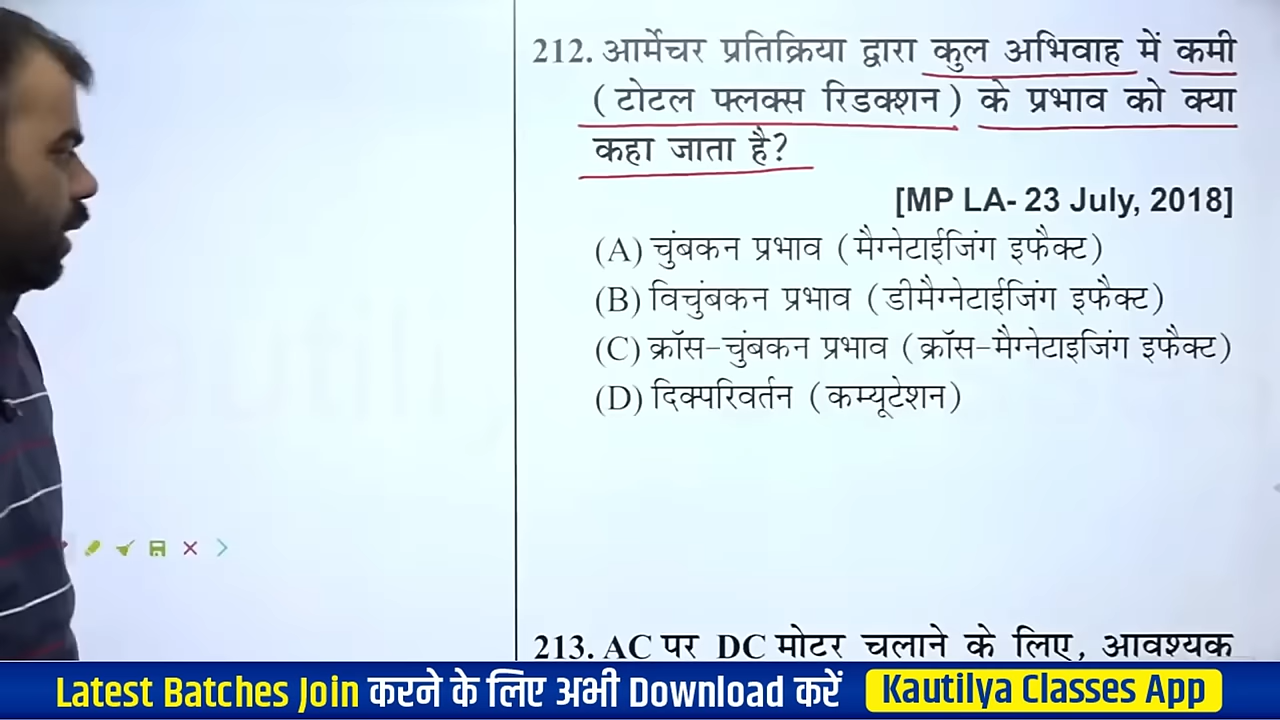 212. आर्मेचर प्रतिक्रिया द्वारा कुल अभिवाह में कमी
(टोटल फ्लक्स रिडक्शन) के प्रभाव को क्या
कहा जाता है?
[MP LA- 23 July, 2018]
(A) चुंबकन प्रभाव (मैग्नेटाईजिंग इफैक्ट)
(B) विचुंबकन प्रभाव (डीमैग्नेटाईजिंग इफैक्ट)
(C) क्रॉस-चुंबकन प्रभाव (क्रॉस-मैग्नेटाइजिंग इफैक्ट)
(D) दिक्परिवर्तन (कम्यूटेशन)
213. AC पर DC मोटर चलाने के लिए, आवश्यक
Latest Batches Join करने के लिए अभी Download करें Kautilya Classes App